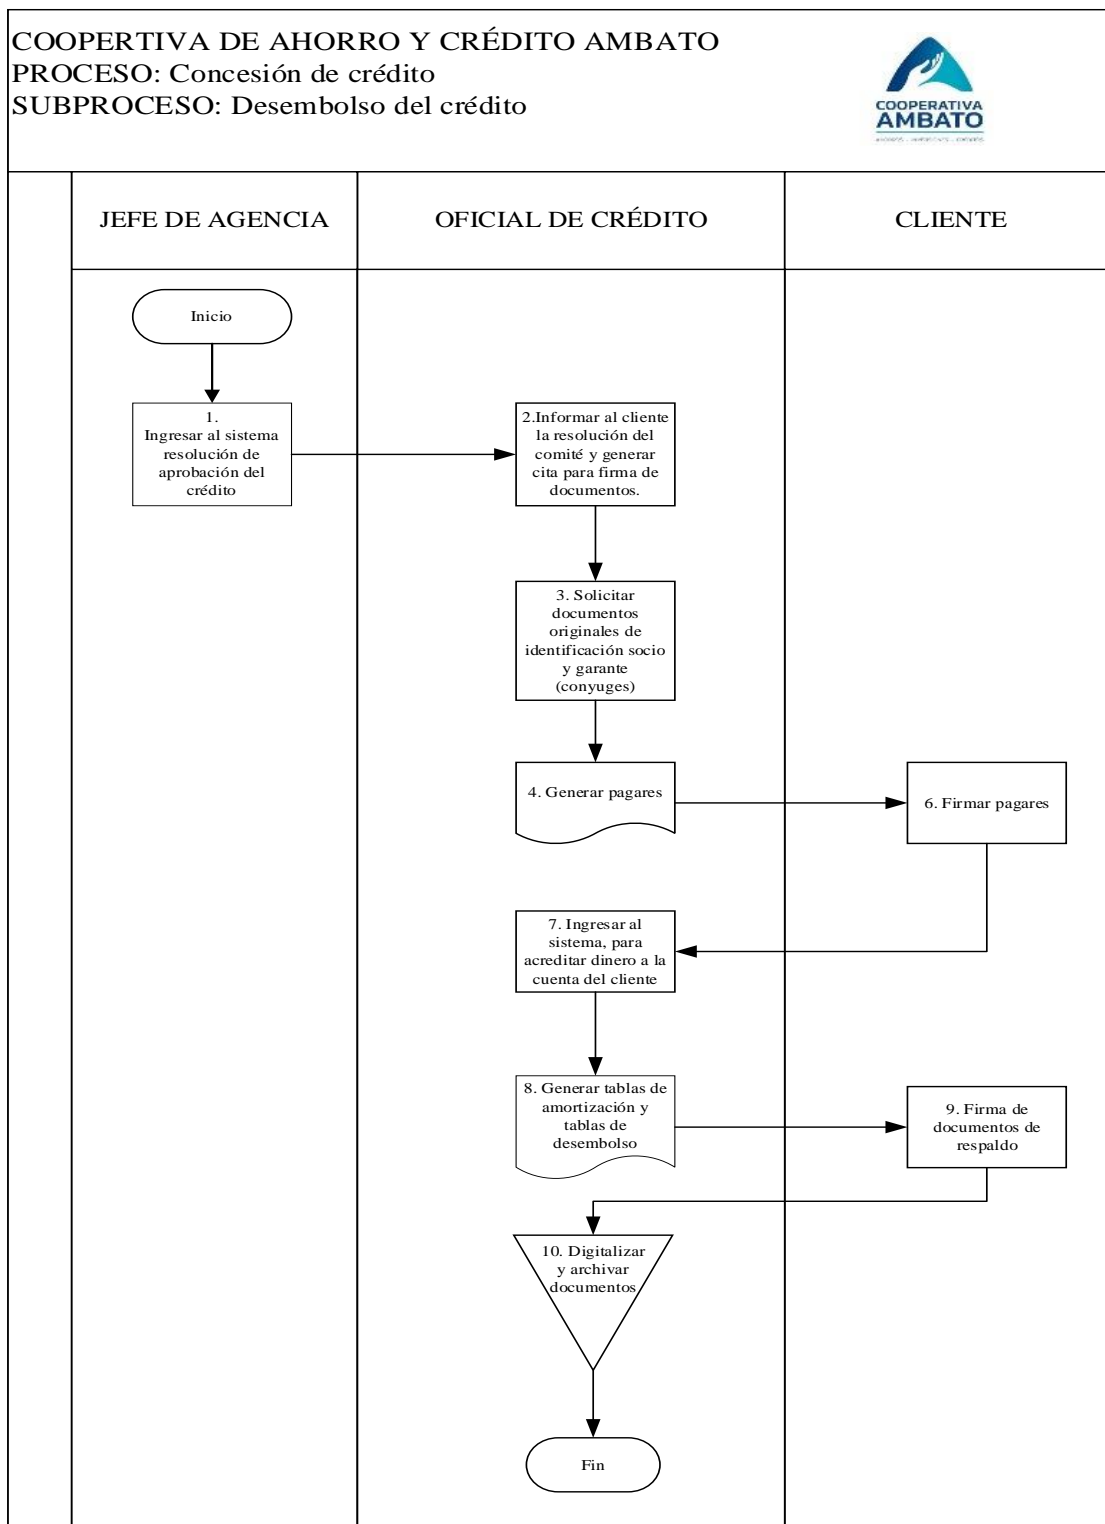 COOPERTIVA DE AHORRO Y CRÉDITO AMBATO
PROCESO: Concesión de crédito
SUBPROCESO: Desembolso del crédito
COOPERATIVA
AMBATO
JEFE DE AGENCIA
OFICIAL DE CRÉDITO
CLIENTE
Inicio
1.
Ingresar al sistema
resolución de
aprobación del
crédito
2.Informar al cliente
la resolución del
comité y generar
cita para firma de
documentos.
3. Solicitar
documentos
originales de
identificación socio
y garante
(conyuges)
4. Generar pagares
6. Firmar pagares
7. Ingresar al
sistema, para
acreditar dinero a la
cuenta del cliente
8. Generar tablas de
amortización y
tablas de
desembolso
9. Firma de
documentos de
respaldo
10. Digitalizar
y archivar
documentos
Fin